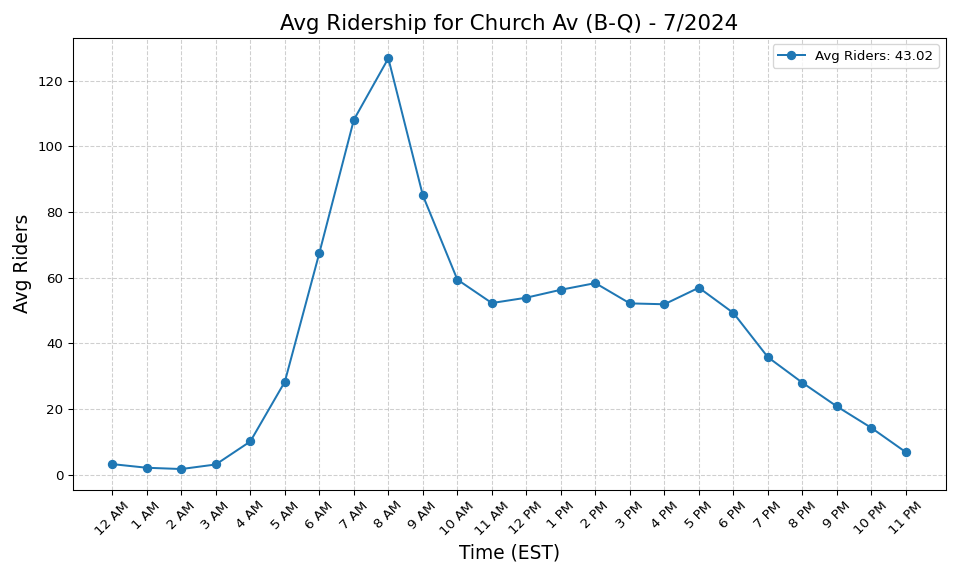 Avg Ridership for Church Av (B-Q) - 7/2024
Avg Riders: 43.02
Avg Riders
120
100
80
60
40
20
0
12 AM
1 AM
2 AM
3 AM
4 AM
5 AM
6 AM
7 AM
8 AM
9 AM
10 AM
11 AM
12 PM
1 PM
2 PM
3 PM
4 PM
5 PM
6 PM
7 PM
8 PM
9 PM
10 PM
11 PM
Time (EST)